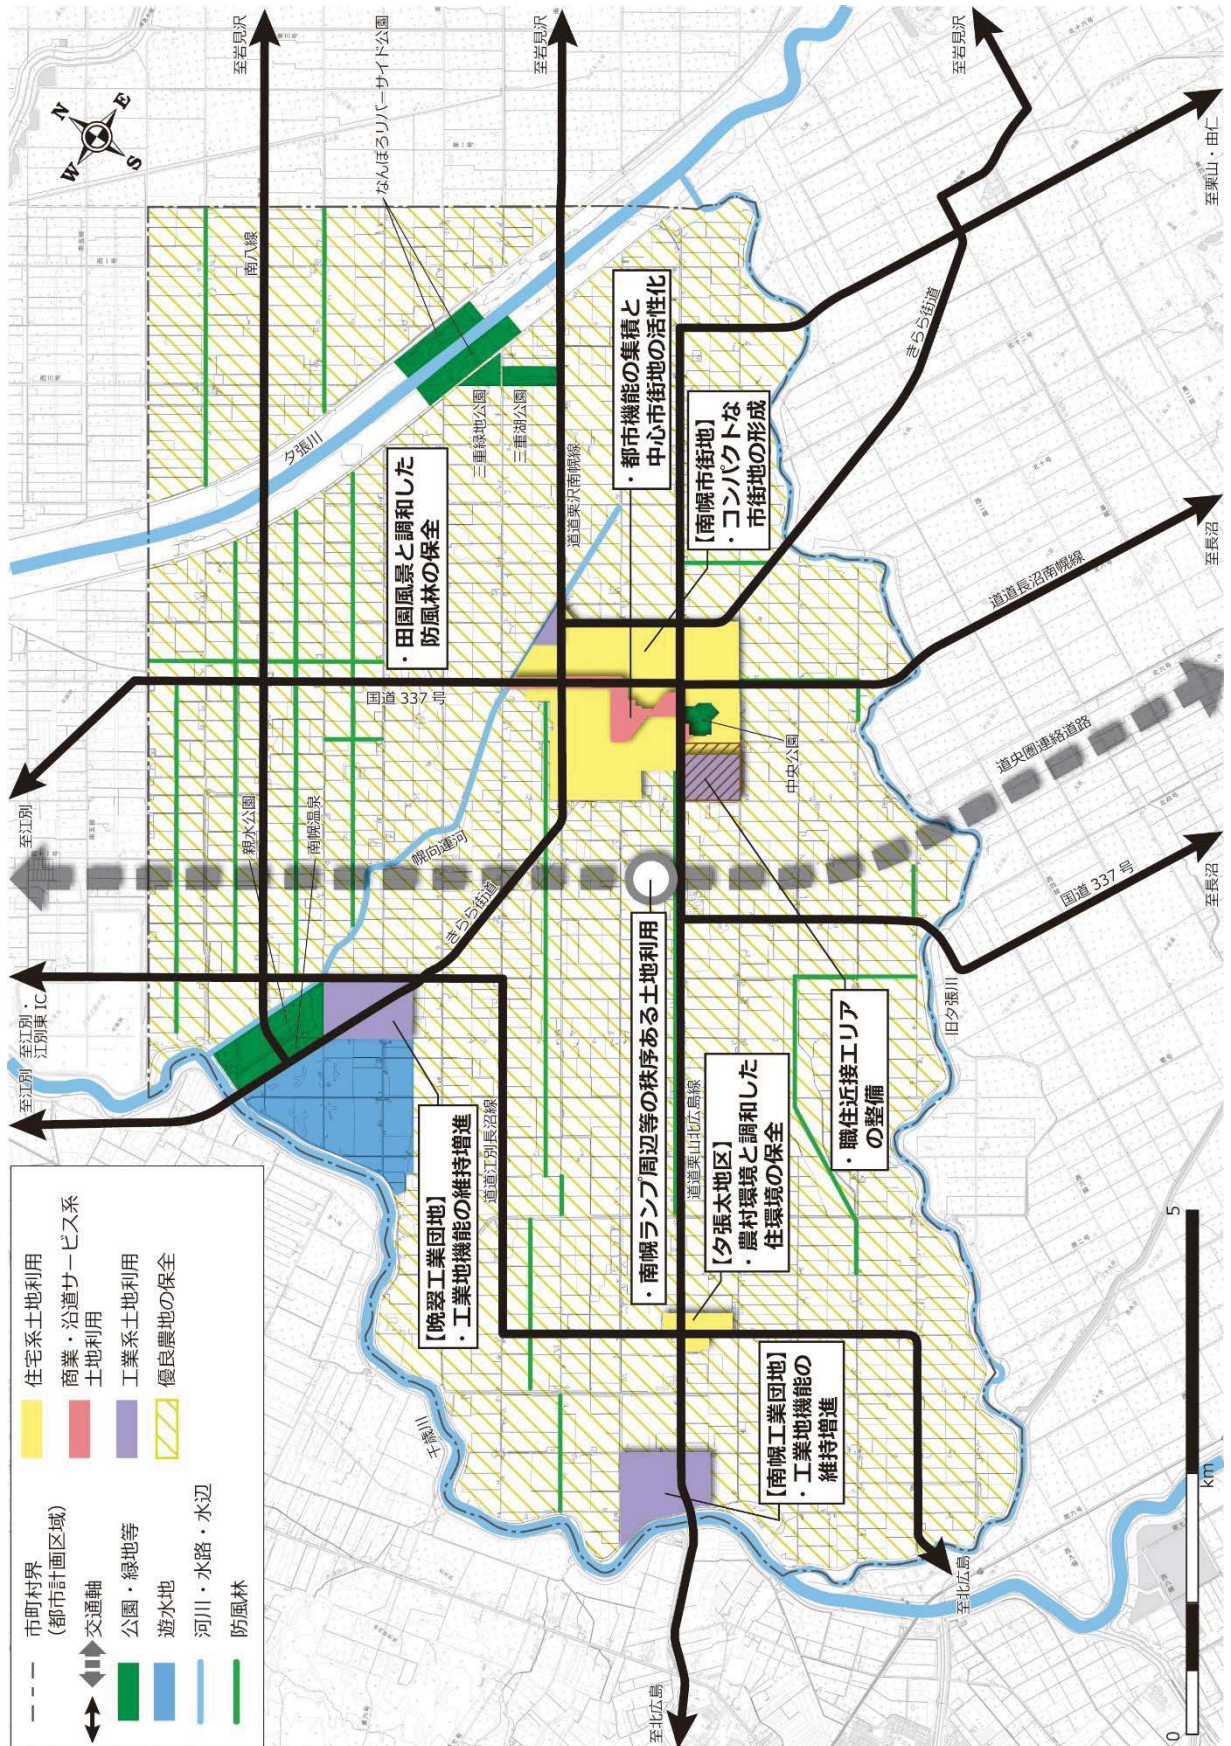 市町村界
(都市計画区域)
交通軸
公園・緑地等
遊水地
河川・水路・水辺
防風林
住宅系土地利用
商業・沿道サービス系
土地利用
工業系土地利用
優良農地の保全
N
E
S
W
至江別
至江別・
江別東 IC
至江別
至岩見沢
至岩見沢
至岩見沢
至栗山・由仁
至長沼
至長沼
至北広島
至北広島
南八線
なんぽろリバーサイド公園
夕張川
三重緑地公園
三重湖公園
道道栗沢南幌線
国道 337 号
親水公園
南幌温泉
幌向運河
きらら街道
きらら街道
道道長沼南幌線
道央圏連絡道路
国道 337 号
旧夕張川
中央公園
道道江別長沼線
道道栗山北広島線
千歳川
・田園風景と調和した
防風林の保全
・都市機能の集積と
中心市街地の活性化
【南幌市街地】
・コンパクトな
市街地の形成
・南幌ランプ周辺等の秩序ある土地利用
・職住近接エリア
の整備
【夕張太地区】
・農村環境と調和した
住環境の保全
【晩翠工業団地】
・工業地機能の維持増進
【南幌工業団地】
・工業地機能の
維持増進
0
5
km